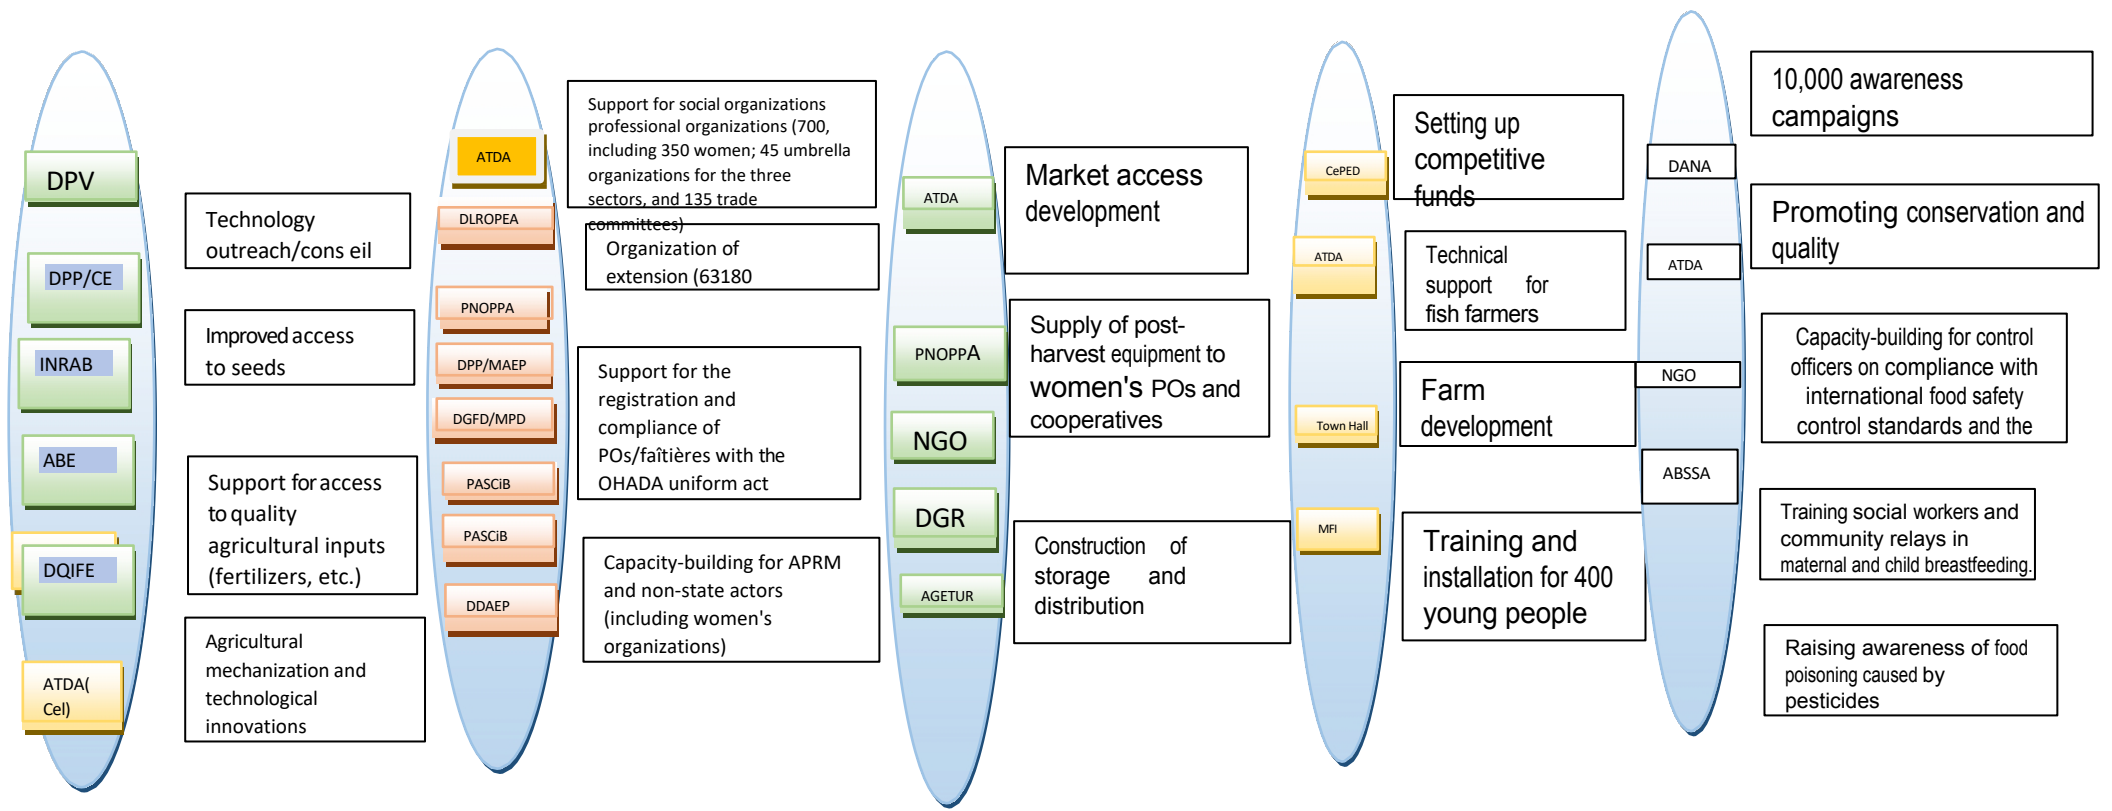 DPV
DPP/CE
INRAB
ABE
DQIFE
ATDA(
Cel)
Technology
outreach/cons eil
Improved access
to seeds
Support for access
to quality
agricultural inputs
(fertilizers, etc.)
Agricultural
mechanization and
technological
innovations
ATDA
DLROPEA
PNOPPA
DPP/MAEP
DGFD/MPD
PASCiB
PASCiB
DDAEP
Support for social organizations
professional organizations (700,
including 350 women; 45 umbrella
organizations for the three
sectors, and 135 trade
committees)
Organization of
extension (63180
Support for the
registration and
compliance of
POs/faîtières with the
OHADA uniform act
Capacity-building for APRM
and non-state actors
(including women's
organizations)
ATDA
PNOPPA
NGO
DGR
AGETUR
Market access
development
Supply of post-
harvest equipment to
women's POs and
cooperatives
Construction of
storage and
distribution
CePED
ATDA
Town Hall
MFI
Setting up
competitive
funds
Technical
support for
fish farmers
Farm
development
Training and
installation for 400
young people
DANA
ATDA
NGO
ABSSA
10,000 awareness
campaigns
Promoting conservation and
quality
Capacity-building for control
officers on compliance with
international food safety
control standards and the
Training social workers and
community relays in
maternal and child breastfeeding.
Raising awareness of food
poisoning caused by
pesticides